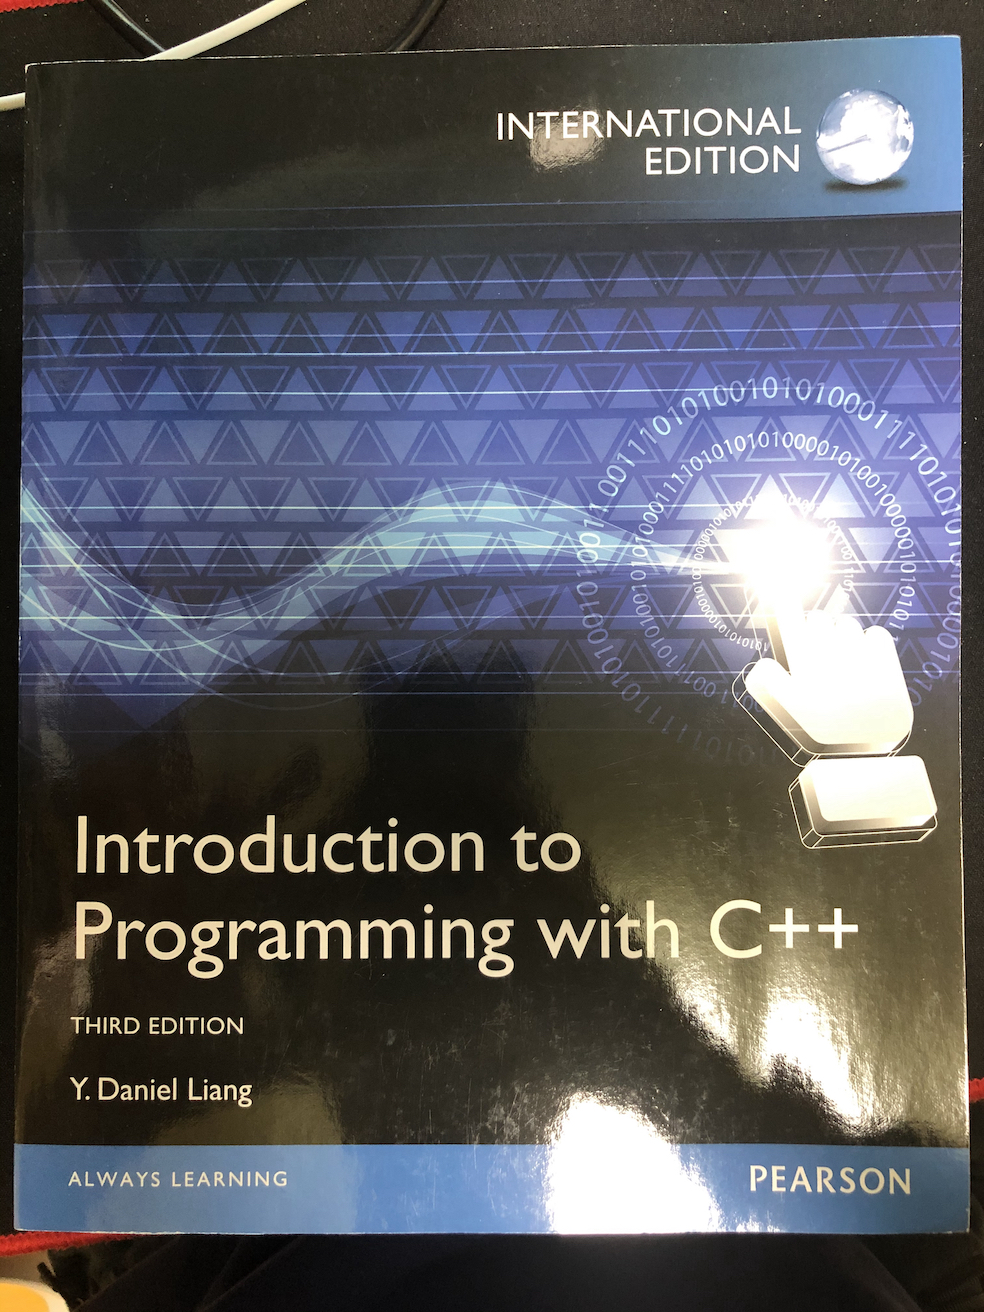 INTERNATIONAL
EDITION
Introduction to
Programming with C++
THIRD EDITION
Y. Daniel Liang
ALWAYS LEARNING
PEARSON